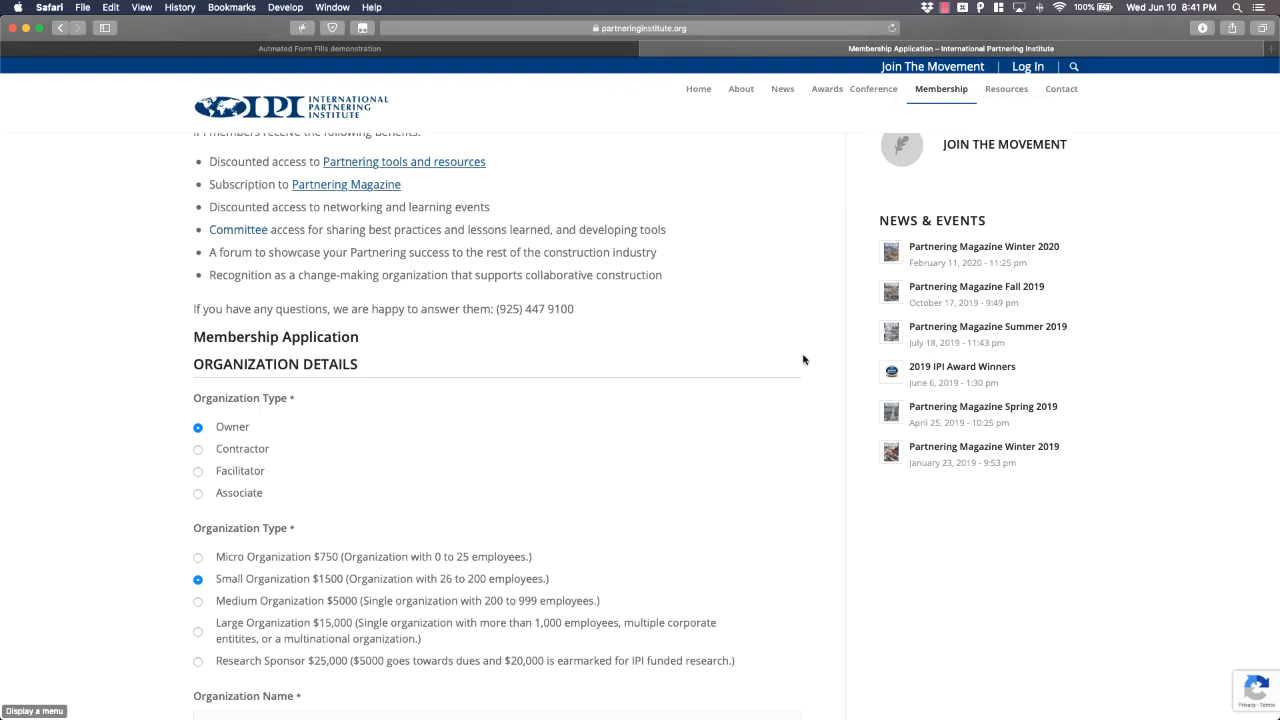 Safari File Edit View History Bookmarks Develop Window Help 100% Wed Jun 10 8:41 PM
partneringinstitute.org
Autmated Form Fills demonstration
Membership Application – International Partnering Institute
Join The Movement Log In
IPI INTERNATIONAL PARTNERING INSTITUTE
Home About News Awards Conference Membership Resources Contact
IPI members receive the following benefits:
Discounted access to Partnering tools and resources
Subscription to Partnering Magazine
Discounted access to networking and learning events
Committee access for sharing best practices and lessons learned, and developing tools
A forum to showcase your Partnering success to the rest of the construction industry
Recognition as a change-making organization that supports collaborative construction
If you have any questions, we are happy to answer them: (925) 447 9100
Membership Application
ORGANIZATION DETAILS
Organization Type *
Owner
Contractor
Facilitator
Associate
Organization Type *
Micro Organization $750 (Organization with 0 to 25 employees.)
Small Organization $1500 (Organization with 26 to 200 employees.)
Medium Organization $5000 (Single organization with 200 to 999 employees.)
Large Organization $15,000 (Single organization with more than 1,000 employees, multiple corporate
entitites, or a multinational organization.)
Research Sponsor $25,000 ($5000 goes towards dues and $20,000 is earmarked for IPI funded research.)
Organization Name *
JOIN THE MOVEMENT
NEWS & EVENTS
Partnering Magazine Winter 2020
February 11, 2020 - 11:25 pm
Partnering Magazine Fall 2019
October 17, 2019 - 9:49 pm
Partnering Magazine Summer 2019
July 18, 2019 - 11:43 pm
2019 IPI Award Winners
June 6, 2019 - 1:30 pm
Partnering Magazine Spring 2019
April 25, 2019 - 10:25 pm
Partnering Magazine Winter 2019
January 23, 2019 - 9:53 pm
Privacy - Terms
Display a menu